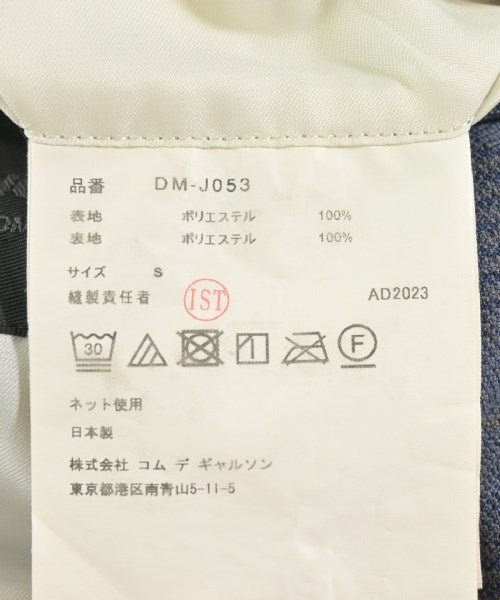 品番 DM-J053
表地 ポリエステル 100%
裏地 ポリエステル 100%
サイズ S
縫製責任者 IST AD2023
30 F
ネット使用
日本製
株式会社 コム デ ギャルソン
東京都港区南青山5-11-5